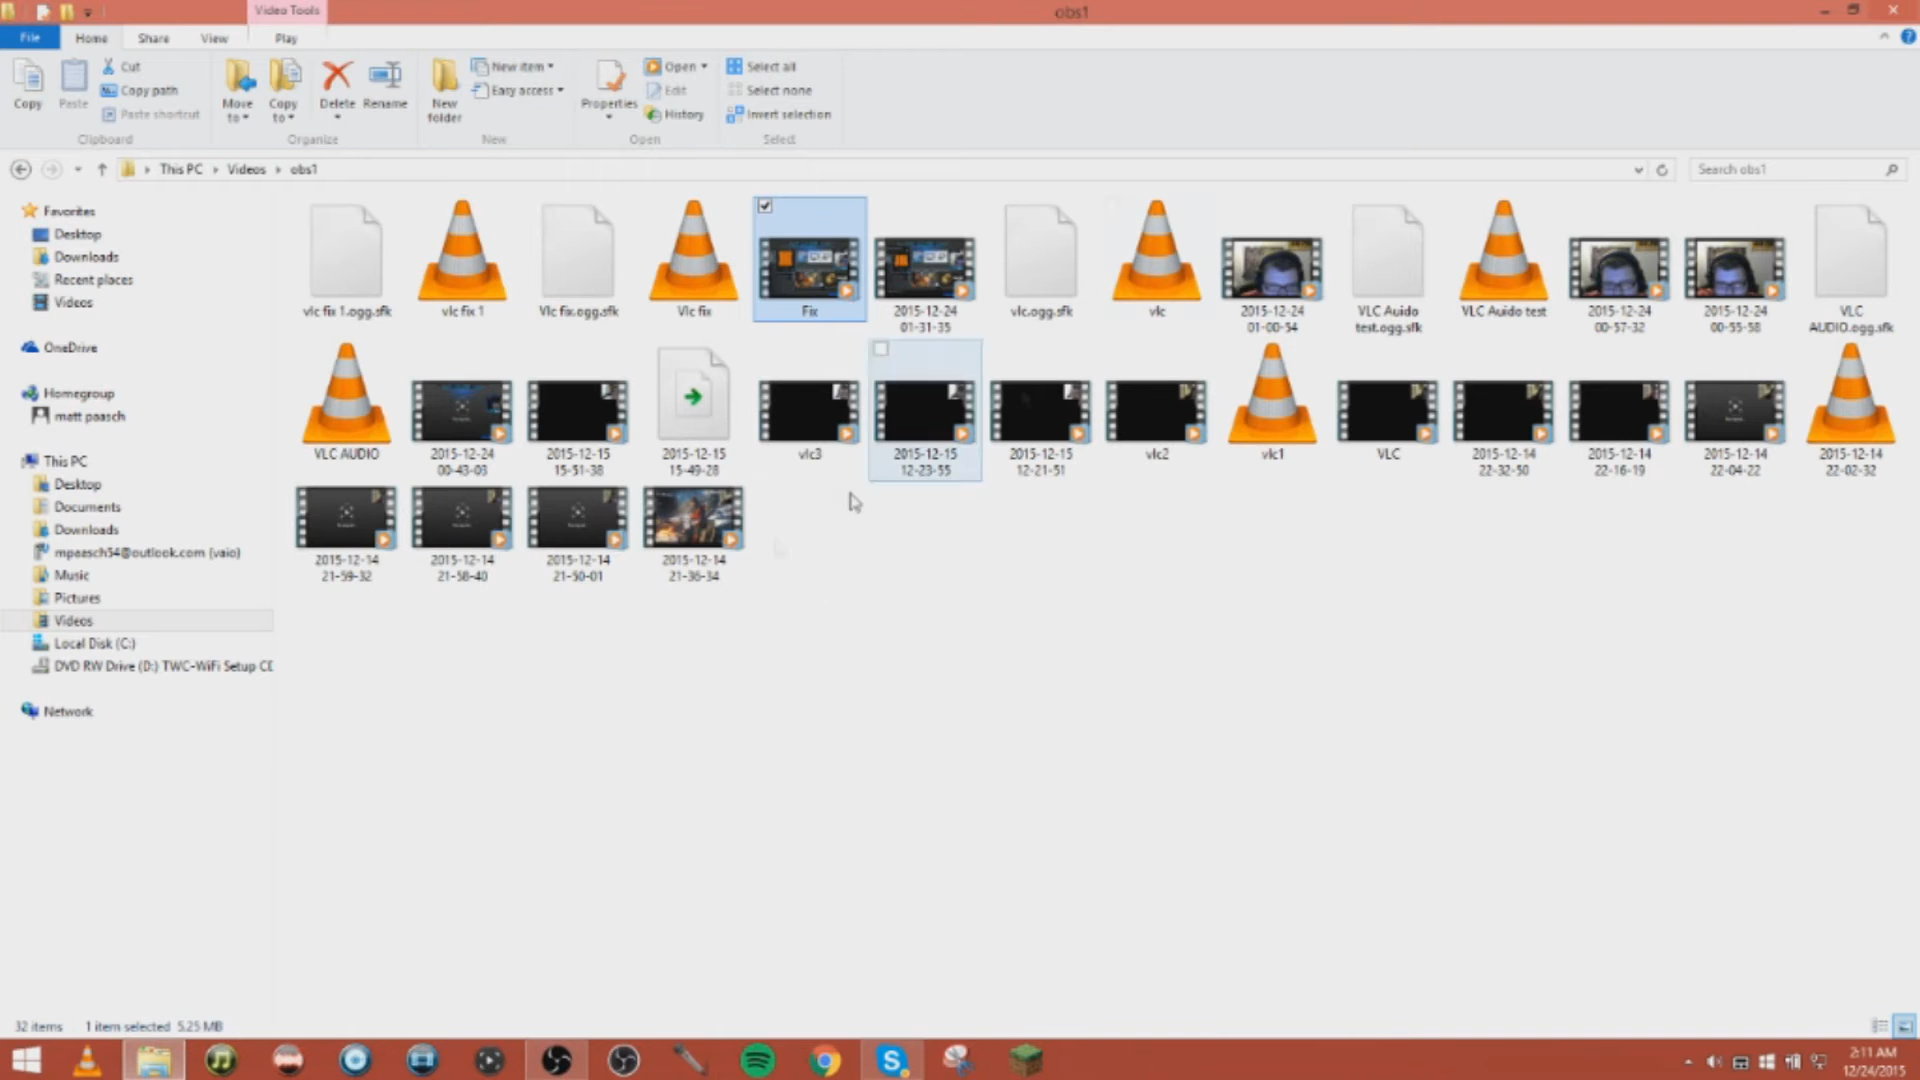 Video Tools
obs1
File
Home
Share
View
Play
Copy
Paste
Cut
Copy path
Paste shortcut
Clipboard
Move to
Copy to
Delete
Rename
Organize
New folder
New item
Easy access
New
Properties
Open
Edit
History
Open
Select all
Select none
Invert selection
Select
This PC
Videos
obs1
Search obs1
Favorites
Desktop
Downloads
Recent places
Videos
OneDrive
Homegroup
matt paasch
This PC
Desktop
Documents
Downloads
mpaasch54@outlook.com (vaio)
Music
Pictures
Videos
Local Disk (C:)
DVD RW Drive (D:) TWC-WiFi Setup CD
Network
vlc fix 1.ogg.sfk
vlc fix 1
Vlc fix.ogg.sfk
Vlc fix
Fix
2015-12-24
01-31-35
vlc.ogg.sfk
vlc
2015-12-24
01-00-54
VLC Auido
test.ogg.sfk
VLC Auido test
2015-12-24
00-57-32
2015-12-24
00-55-58
VLC
AUDIO.ogg.sfk
VLC AUDIO
2015-12-24
00-43-03
2015-12-15
15-51-38
2015-12-15
15-49-28
vlc3
2015-12-15
12-23-55
2015-12-15
12-21-51
vlc2
vlc1
VLC
2015-12-14
22-32-50
2015-12-14
22-16-19
2015-12-14
22-04-22
2015-12-14
22-02-32
2015-12-14
21-59-32
2015-12-14
21-58-40
2015-12-14
21-50-01
2015-12-14
21-36-34
32 items
1 item selected 5.25 MB
2:11 AM
12/24/2015